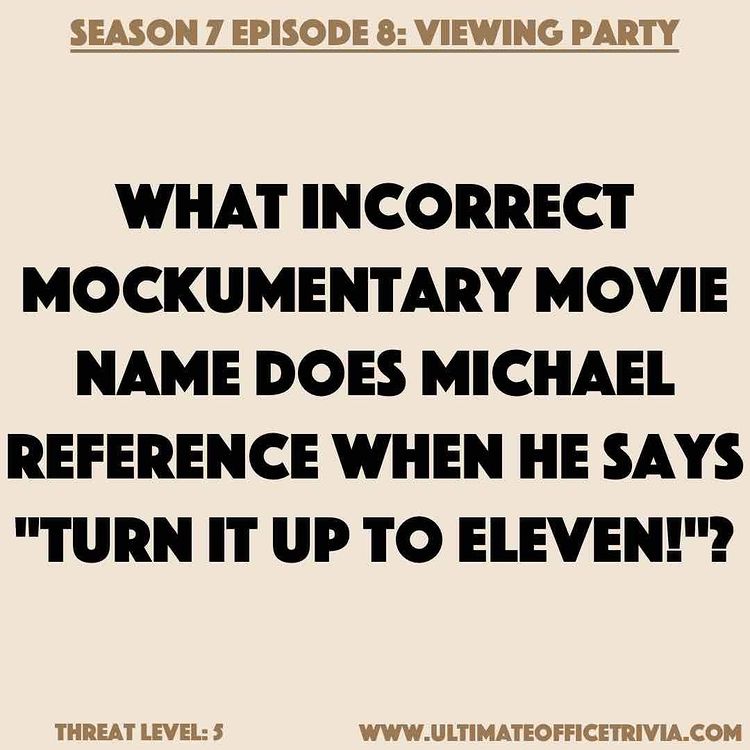 SEASON 7 EPISODE 8: VIEWING PARTY
WHAT INCORRECT
MOCKUMENTARY MOVIE
NAME DOES MICHAEL
REFERENCE WHEN HE SAYS
"TURN IT UP TO ELEVEN!"?
THREAT LEVEL: 5
WWW.ULTIMATEOFFICETRIVIA.COM